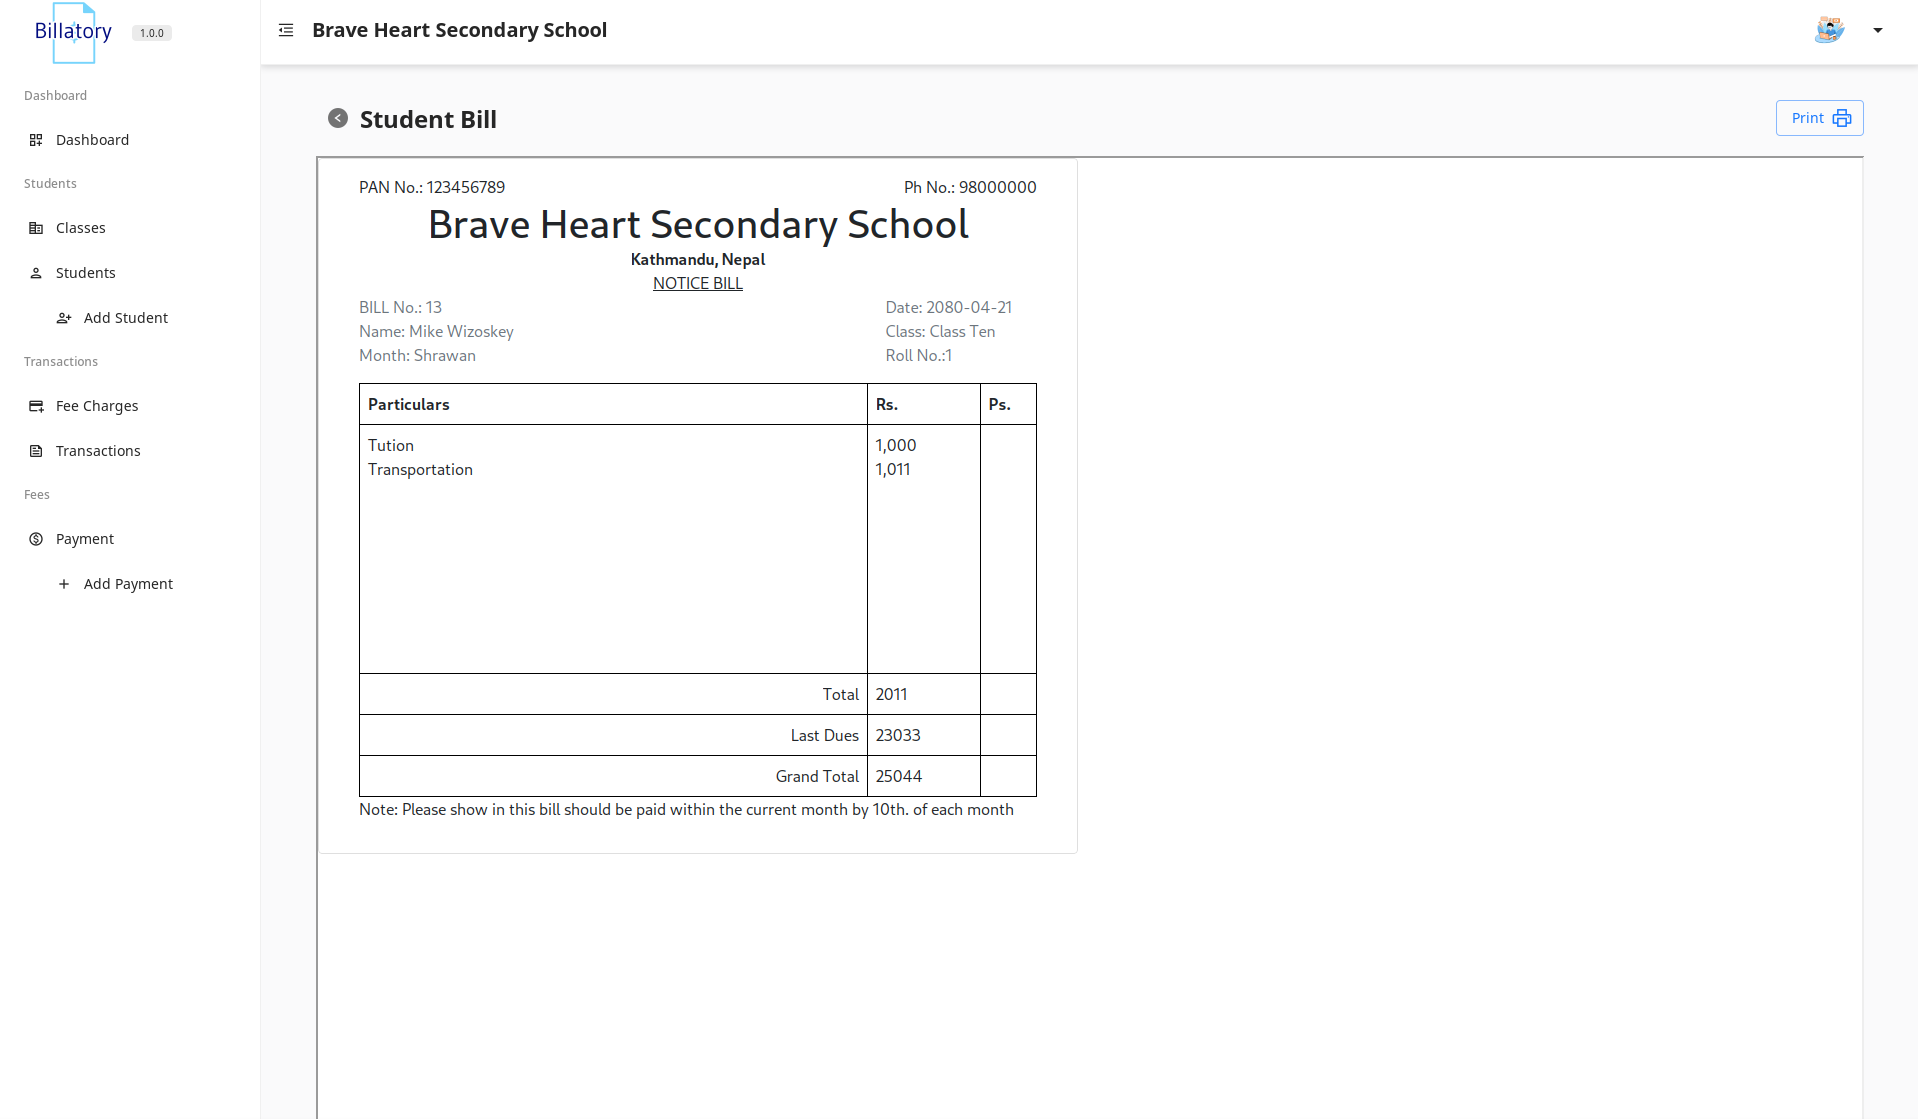 Billatory 1.0.0
Dashboard
Dashboard
Students
Classes
Students
Add Student
Transactions
Fee Charges
Transactions
Fees
Payment
Add Payment
Brave Heart Secondary School
Student Bill
Print
PAN No.: 123456789 Ph No.: 98000000
Brave Heart Secondary School
Kathmandu, Nepal
NOTICE BILL
BILL No.: 13 Date: 2080-04-21
Name: Mike Wizoskey Class: Class Ten
Month: Shrawan Roll No.:1
Particulars Rs. Ps.
Tution 1,000
Transportation 1,011
Total 2011
Last Dues 23033
Grand Total 25044
Note: Please show in this bill should be paid within the current month by 10th. of each month